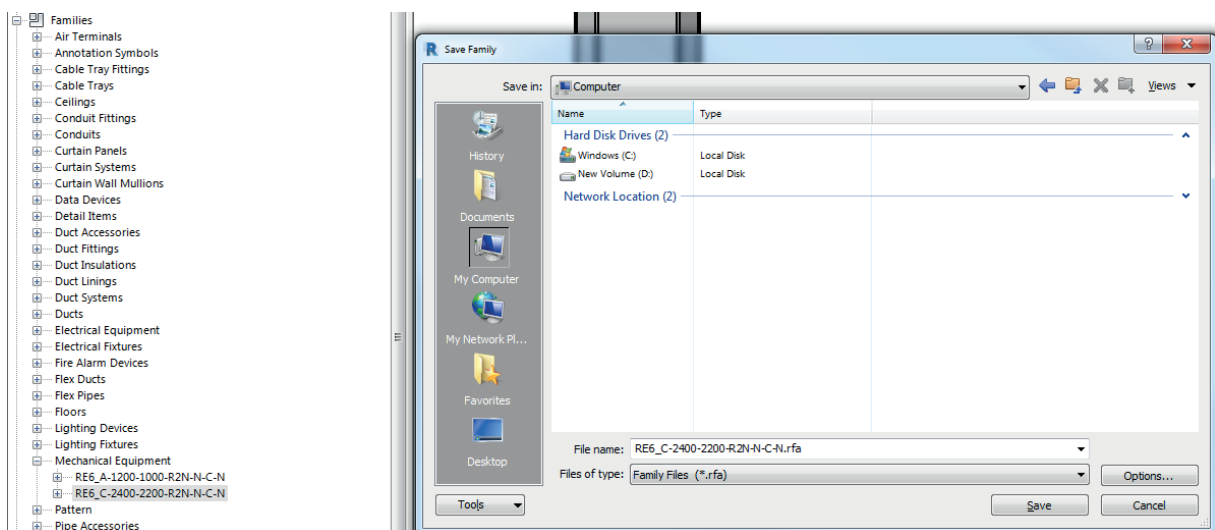 Families
Air Terminals
Annotation Symbols
Cable Tray Fittings
Cable Trays
Ceilings
Conduit Fittings
Conduits
Curtain Panels
Curtain Systems
Curtain Wall Mullions
Data Devices
Detail Items
Duct Accessories
Duct Fittings
Duct Insulations
Duct Linings
Duct Systems
Ducts
Electrical Equipment
Electrical Fixtures
Fire Alarm Devices
Flex Ducts
Flex Pipes
Floors
Lighting Devices
Lighting Fixtures
Mechanical Equipment
RE6_A-1200-1000-R2N-N-C-N
RE6_C-2400-2200-R2N-N-C-N
Pattern
Pipe Accessories
Save Family
Save in: Computer Views
History
Documents
My Computer
My Network Pl...
Favorites
Desktop
Name Type
Hard Disk Drives (2)
Windows (C:) Local Disk
New Volume (D:) Local Disk
Network Location (2)
File name: RE6_C-2400-2200-R2N-N-C-N.rfa
Files of type: Family Files (*.rfa) Options...
Tools Save Cancel